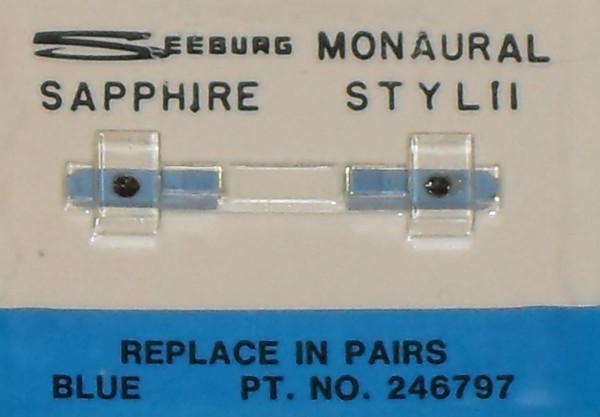 SEEBURG MONAURAL
SAPPHIRE STYLII
REPLACE IN PAIRS
BLUE PT. NO. 246797